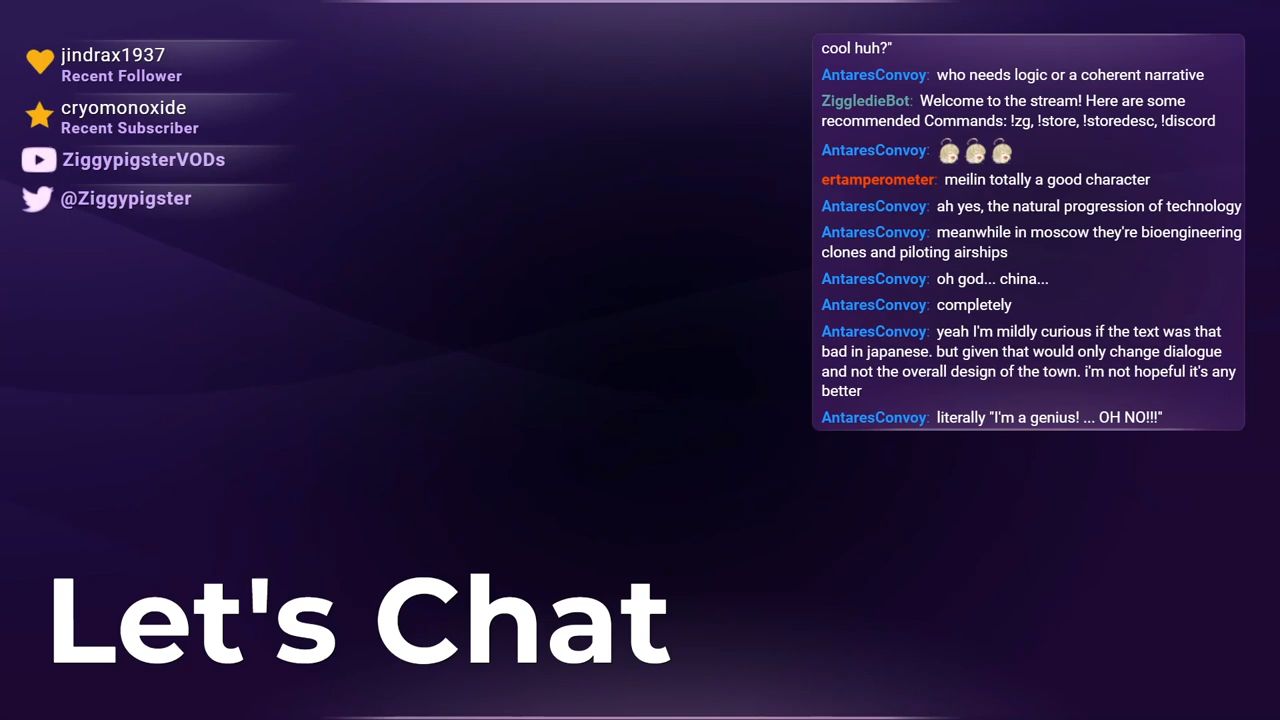 jindrax1937
Recent Follower
cryomonoxide
Recent Subscriber
ZiggypigsterVODs
@Ziggypigster
cool huh?"
AntaresConvoy: who needs logic or a coherent narrative
ZiggledieBot: Welcome to the stream! Here are some
recommended Commands: !zg, !store, !storedesc, !discord
AntaresConvoy:
ertamperometer: meilin totally a good character
AntaresConvoy: ah yes, the natural progression of technology
AntaresConvoy: meanwhile in moscow they're bioengineering
clones and piloting airships
AntaresConvoy: oh god... china...
AntaresConvoy: completely
AntaresConvoy: yeah I'm mildly curious if the text was that
bad in japanese. but given that would only change dialogue
and not the overall design of the town. i'm not hopeful it's any
better
AntaresConvoy: literally "I'm a genius! ... OH NO!!!"
Let's Chat